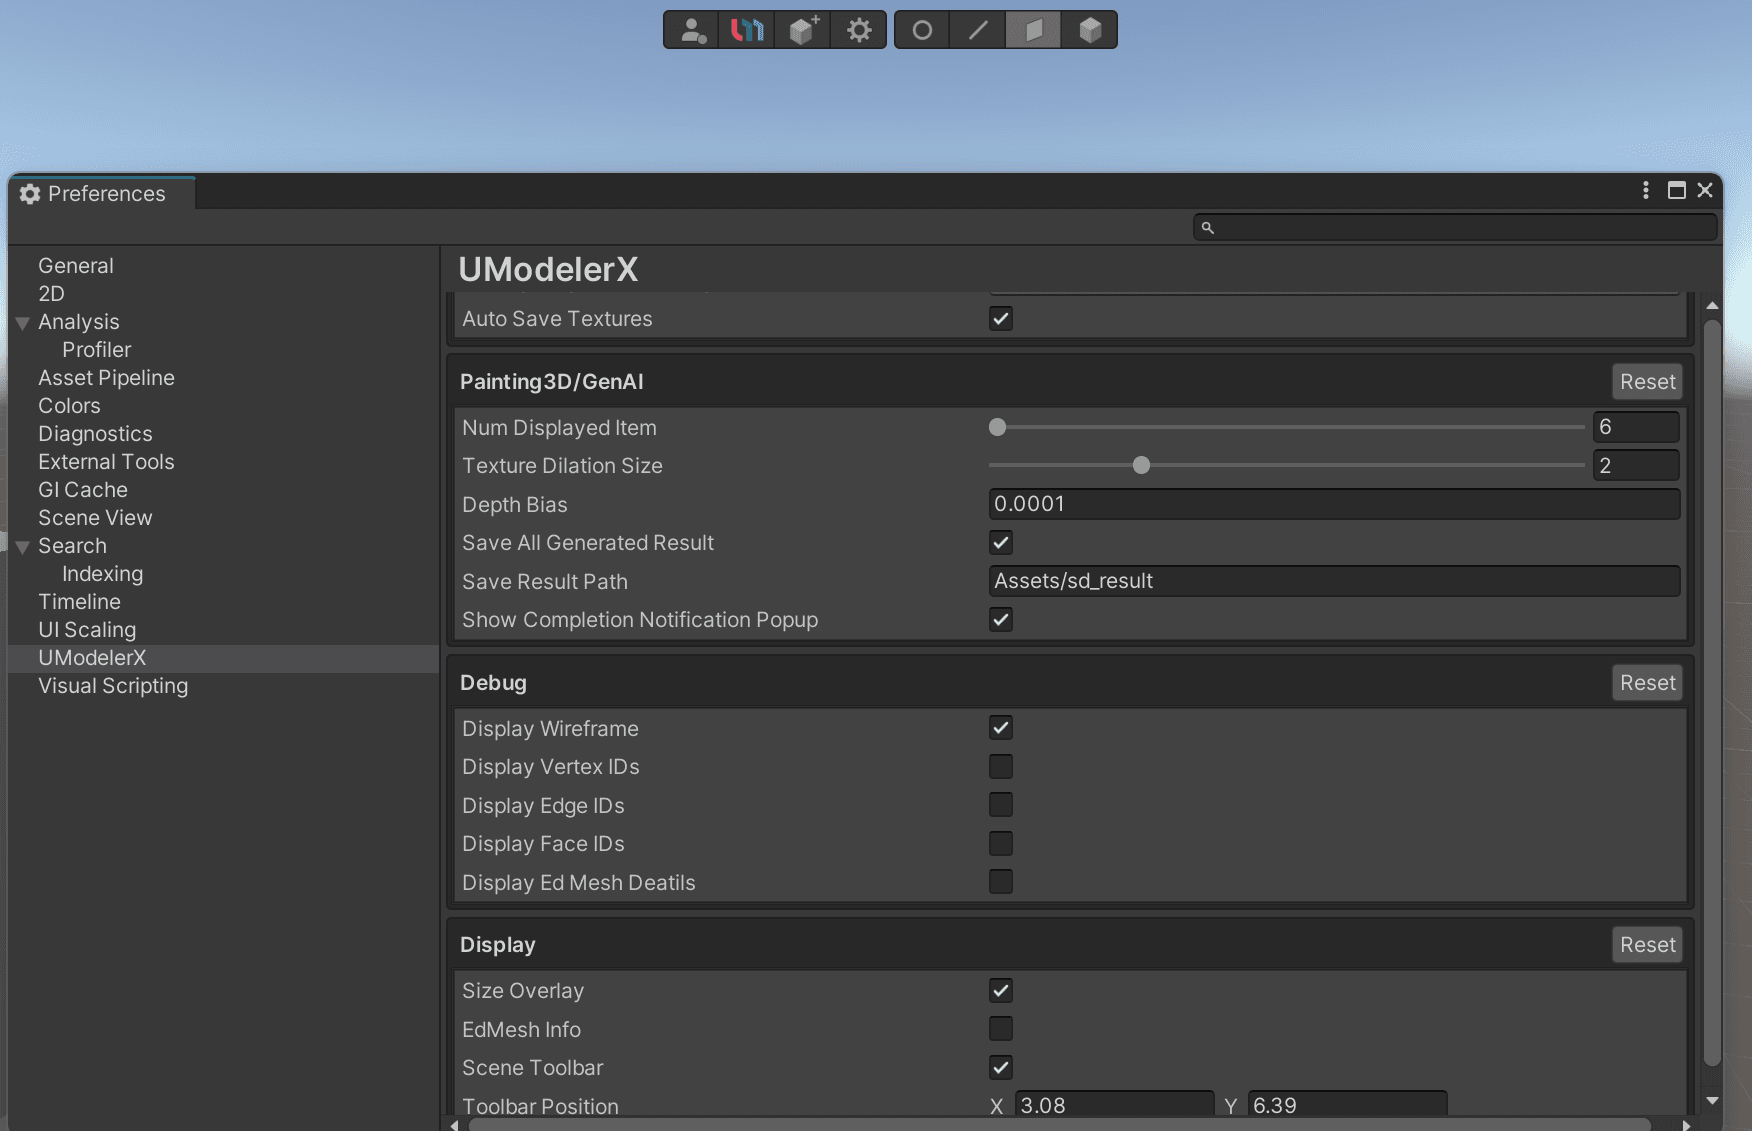 Preferences
General
2D
Analysis
Profiler
Asset Pipeline
Colors
Diagnostics
External Tools
GI Cache
Scene View
Search
Indexing
Timeline
UI Scaling
UModelerX
Visual Scripting
UModelerX
Auto Save Textures
Painting3D/GenAI Reset
Num Displayed Item 6
Texture Dilation Size 2
Depth Bias 0.0001
Save All Generated Result
Save Result Path Assets/sd_result
Show Completion Notification Popup
Debug Reset
Display Wireframe
Display Vertex IDs
Display Edge IDs
Display Face IDs
Display Ed Mesh Deatils
Display Reset
Size Overlay
EdMesh Info
Scene Toolbar
Toolbar Position X 3.08 Y 6.39